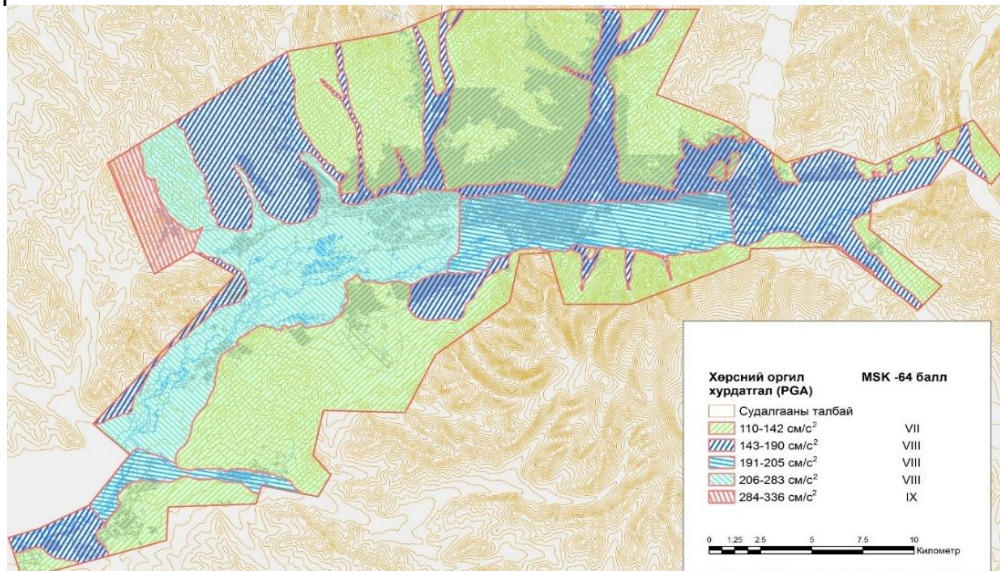 Хөрсний оргил MSK -64 балл
хурдатгал (PGA)
Судалгааны талбай
110-142 см/с² VII
143-190 см/с² VIII
191-205 см/с² VIII
206-283 см/с² VIII
284-336 см/с² IX
0 1.25 2.5 5 7.5 10
Километр